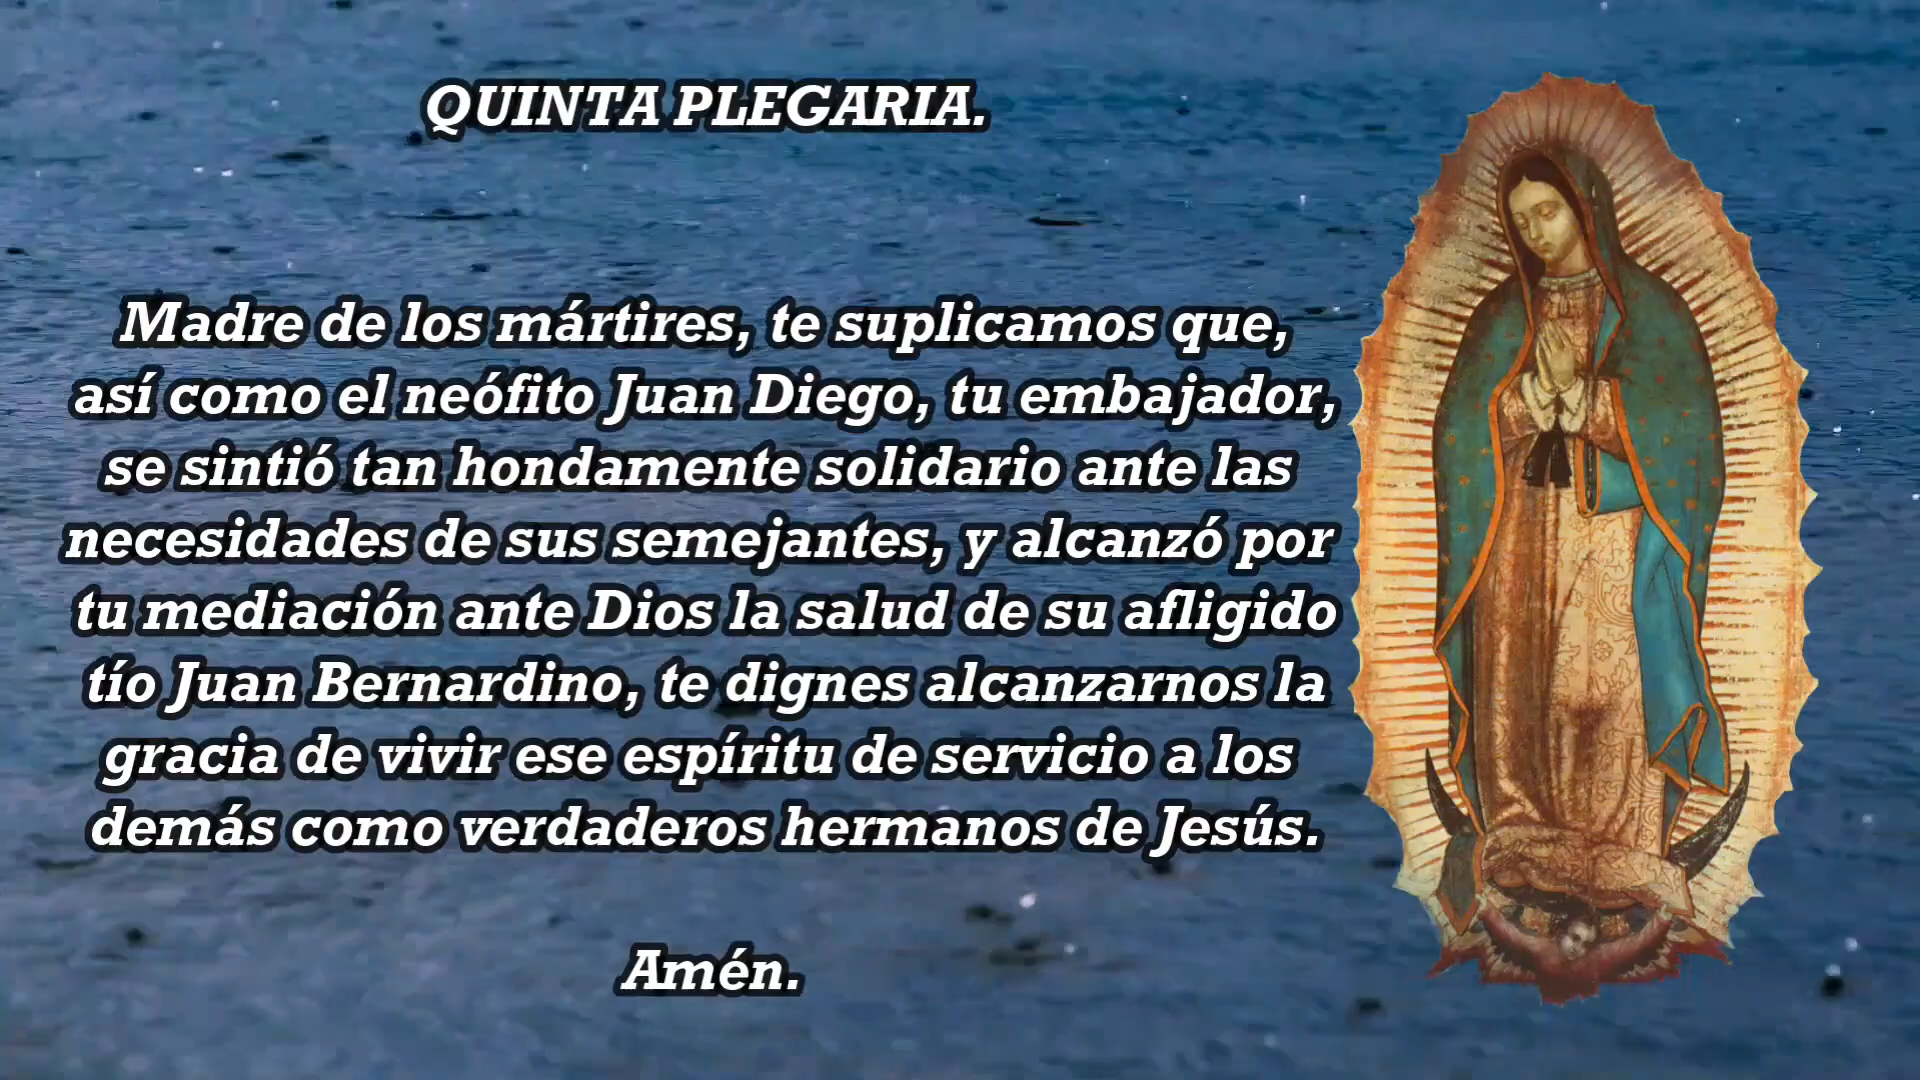 QUINTA PLEGARIA.
Madre de los mártires, te suplicamos que,
así como el neófito Juan Diego, tu embajador,
se sintió tan hondamente solidario ante las
necesidades de sus semejantes, y alcanzó por
tu mediación ante Dios la salud de su afligido
tío Juan Bernardino, te dignes alcanzarnos la
gracia de vivir ese espíritu de servicio a los
demás como verdaderos hermanos de Jesús.
Amén.